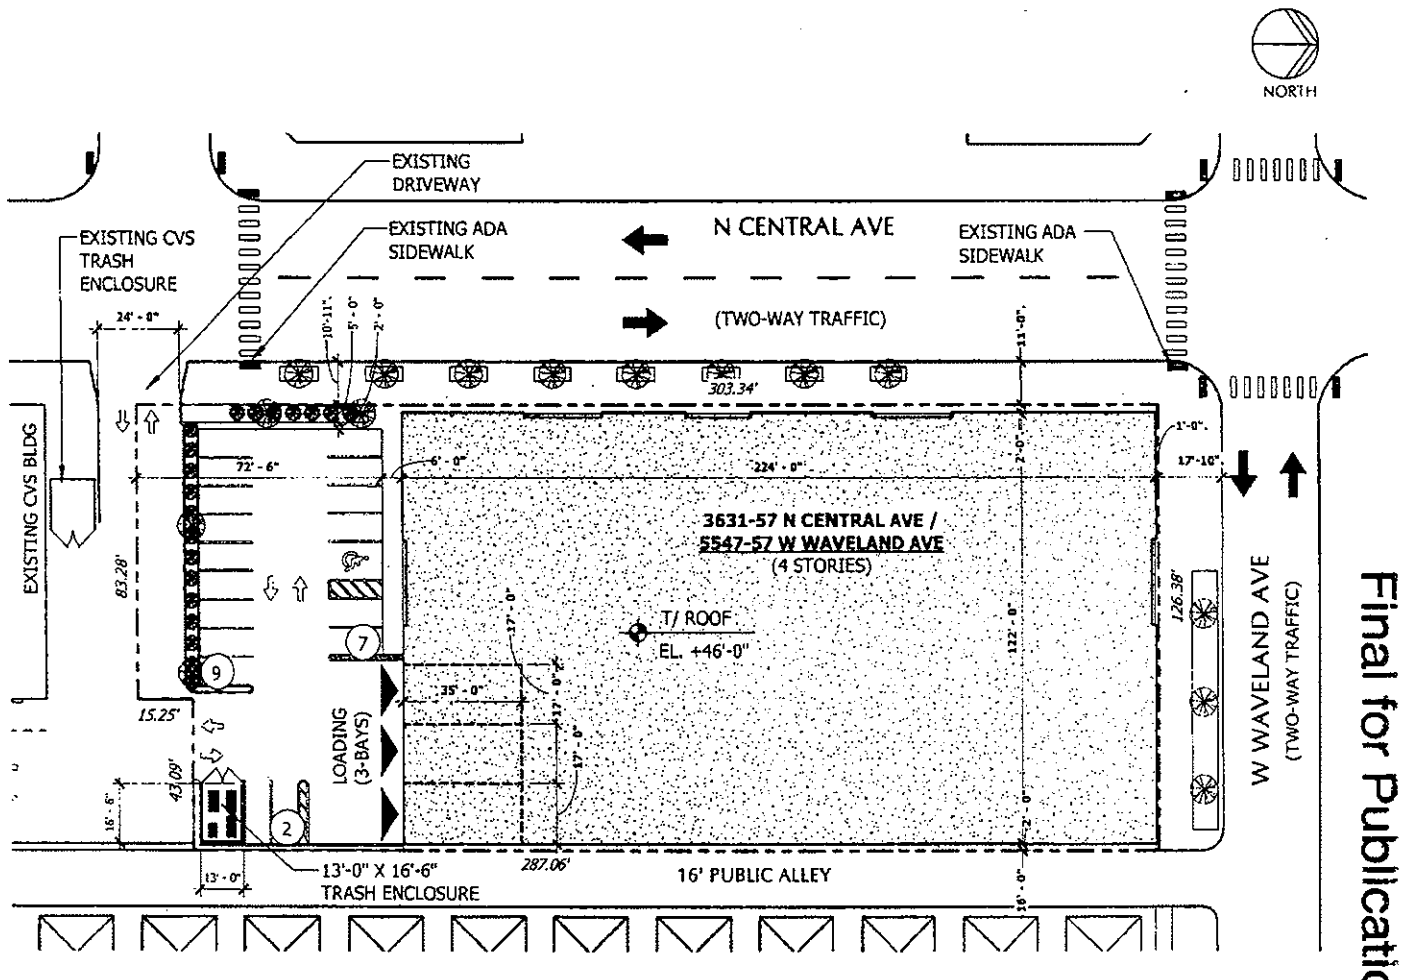 NORTH
EXISTING
DRIVEWAY
EXISTING CVS
TRASH
ENCLOSURE
EXISTING ADA
SIDEWALK
N CENTRAL AVE
EXISTING ADA
SIDEWALK
(TWO-WAY TRAFFIC)
24' - 0"
10'-11".
5' - 0"
2' - 0"
11'-0".
303.34'
1'-0".
2'-0".
17'-10"
72' - 6"
6' - 0"
224' - 0"
EXISTING CVS BLDG
83.28'
3631-57 N CENTRAL AVE /
5547-57 W WAVELAND AVE
(4 STORIES)
T/ ROOF
EL. +46'-0"
122' - 0"
126.38'
W WAVELAND AVE
(TWO-WAY TRAFFIC)
Final for Publicatio
7
9
17' - 0"
35' - 0"
17' - 0"
17' - 0"
15.25'
LOADING
(3-BAYS)
43.09'
16' - 6"
2
2' - 0"
13' - 0"
13'-0" X 16'-6"
TRASH ENCLOSURE
287.06'
16' PUBLIC ALLEY
16' - 0"